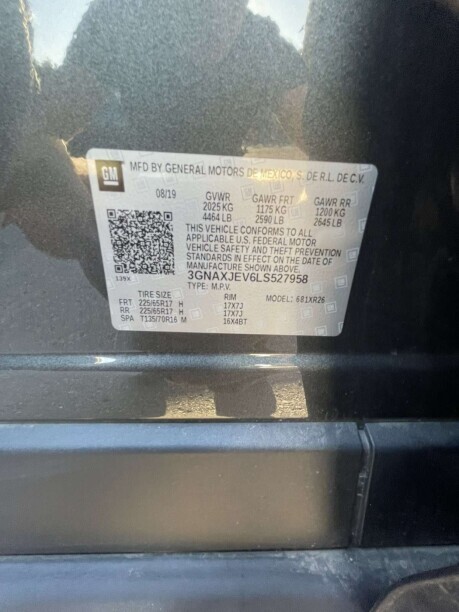 GM
MFD BY GENERAL MOTORS DE MEXICO, S. DE R.L. DE C.V.
08/19 GVWR GAWR FRT GAWR RR
2025 KG 1175 KG 1200 KG
4464 LB 2590 LB 2645 LB
THIS VEHICLE CONFORMS TO ALL
APPLICABLE U.S. FEDERAL MOTOR
VEHICLE SAFETY AND THEFT PREVENTION
STANDARDS IN EFFECT ON THE DATE OF
MANUFACTURE SHOWN ABOVE.
139X 3GNAXJEV6LS527958
TYPE: M.P.V.
TIRE SIZE RIM MODEL: 681XR26
FRT 225/65R17 H 17X7J
RR 225/65R17 H 17X7J
SPA T135/70R16 M 16X4BT